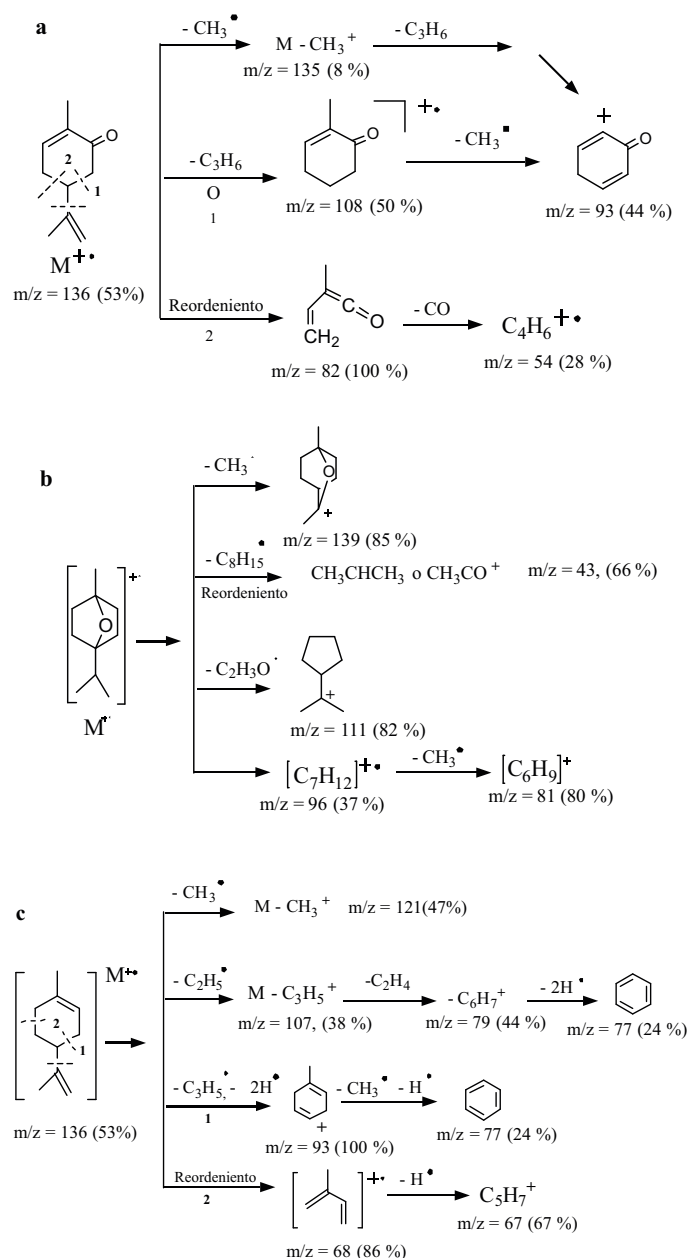 a
- CH₃•
M - CH₃⁺
- C₃H₆
m/z = 135 (8 %)
O
2
1
M⁺•
m/z = 136 (53%)
- C₃H₆
O
1
O
+•
- CH₃▪
m/z = 108 (50 %)
+
O
m/z = 93 (44 %)
Reordeniento
2
C
O
CH₂
- CO
C₄H₆⁺•
m/z = 82 (100 %)
m/z = 54 (28 %)
b
- CH₃·
O
+
m/z = 139 (85 %)
- C₈H₁₅•
Reordeniento
CH₃CHCH₃ o CH₃CO⁺
m/z = 43, (66 %)
+·
O
M⁺·
- C₂H₃O·
+
m/z = 111 (82 %)
[C₇H₁₂]⁺•
- CH₃•
[C₆H₉]⁺
m/z = 96 (37 %)
m/z = 81 (80 %)
c
- CH₃•
M - CH₃⁺
m/z = 121(47%)
M⁺•
2
1
m/z = 136 (53%)
- C₂H₅•
M - C₃H₅⁺
-C₂H₄
- C₆H₇⁺
- 2H•
m/z = 107, (38 %)
m/z = 79 (44 %)
m/z = 77 (24 %)
- C₃H₅,•- 2H•
1
+
- CH₃• - H•
m/z = 93 (100 %)
m/z = 77 (24 %)
Reordeniento
2
+•
- H•
C₅H₇⁺
m/z = 68 (86 %)
m/z = 67 (67 %)